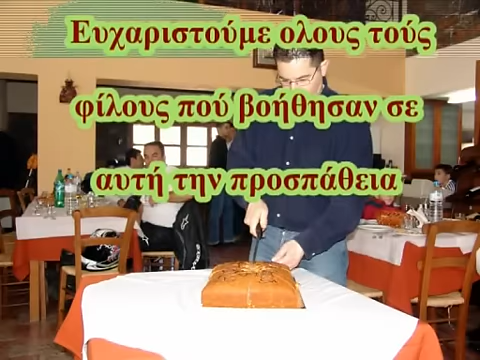 Ευχαριστούμε ολους τούς
φίλους πού βοήθησαν σε
αυτή την προσπάθεια